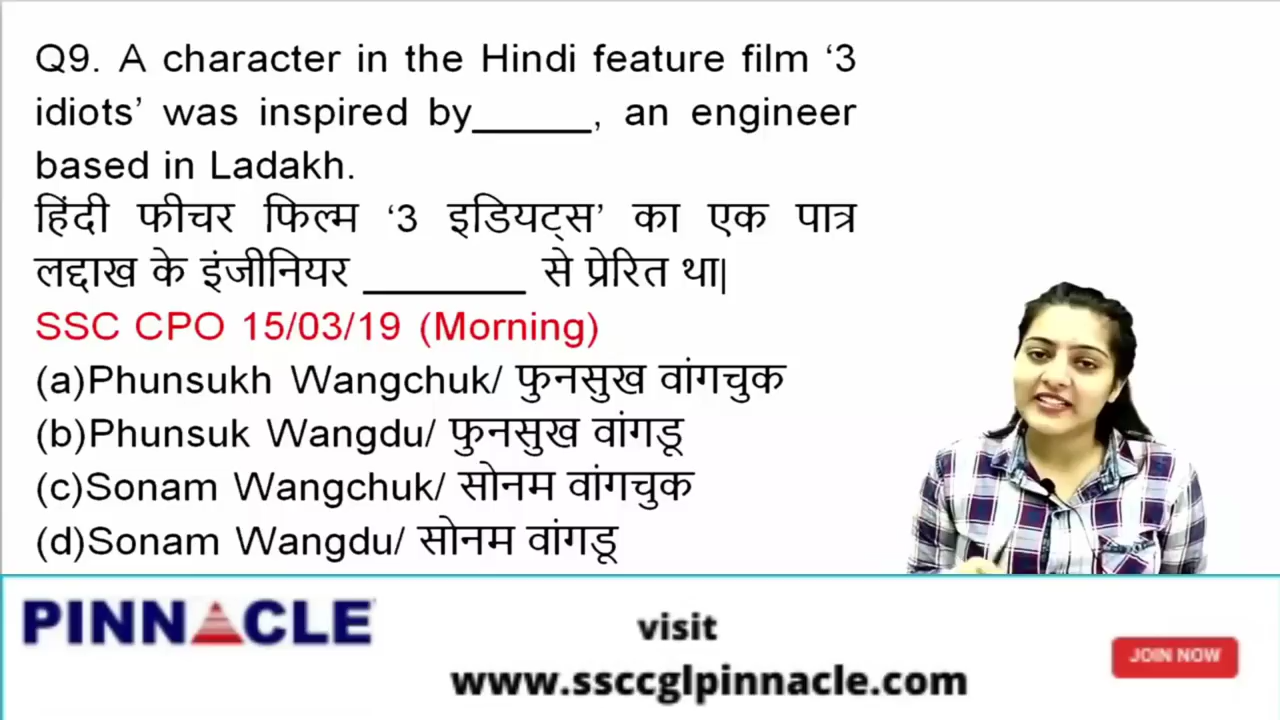 Q9. A character in the Hindi feature film ‘3
idiots’ was inspired by_____, an engineer
based in Ladakh.
हिंदी फीचर फिल्म ‘3 इडियट्स’ का एक पात्र
लद्दाख के इंजीनियर _______ से प्रेरित था|
SSC CPO 15/03/19 (Morning)
(a)Phunsukh Wangchuk/ फुनसुख वांगचुक
(b)Phunsuk Wangdu/ फुनसुख वांगडू
(c)Sonam Wangchuk/ सोनम वांगचुक
(d)Sonam Wangdu/ सोनम वांगडू
PINNACLE
visit
www.ssccglpinnacle.com
JOIN NOW